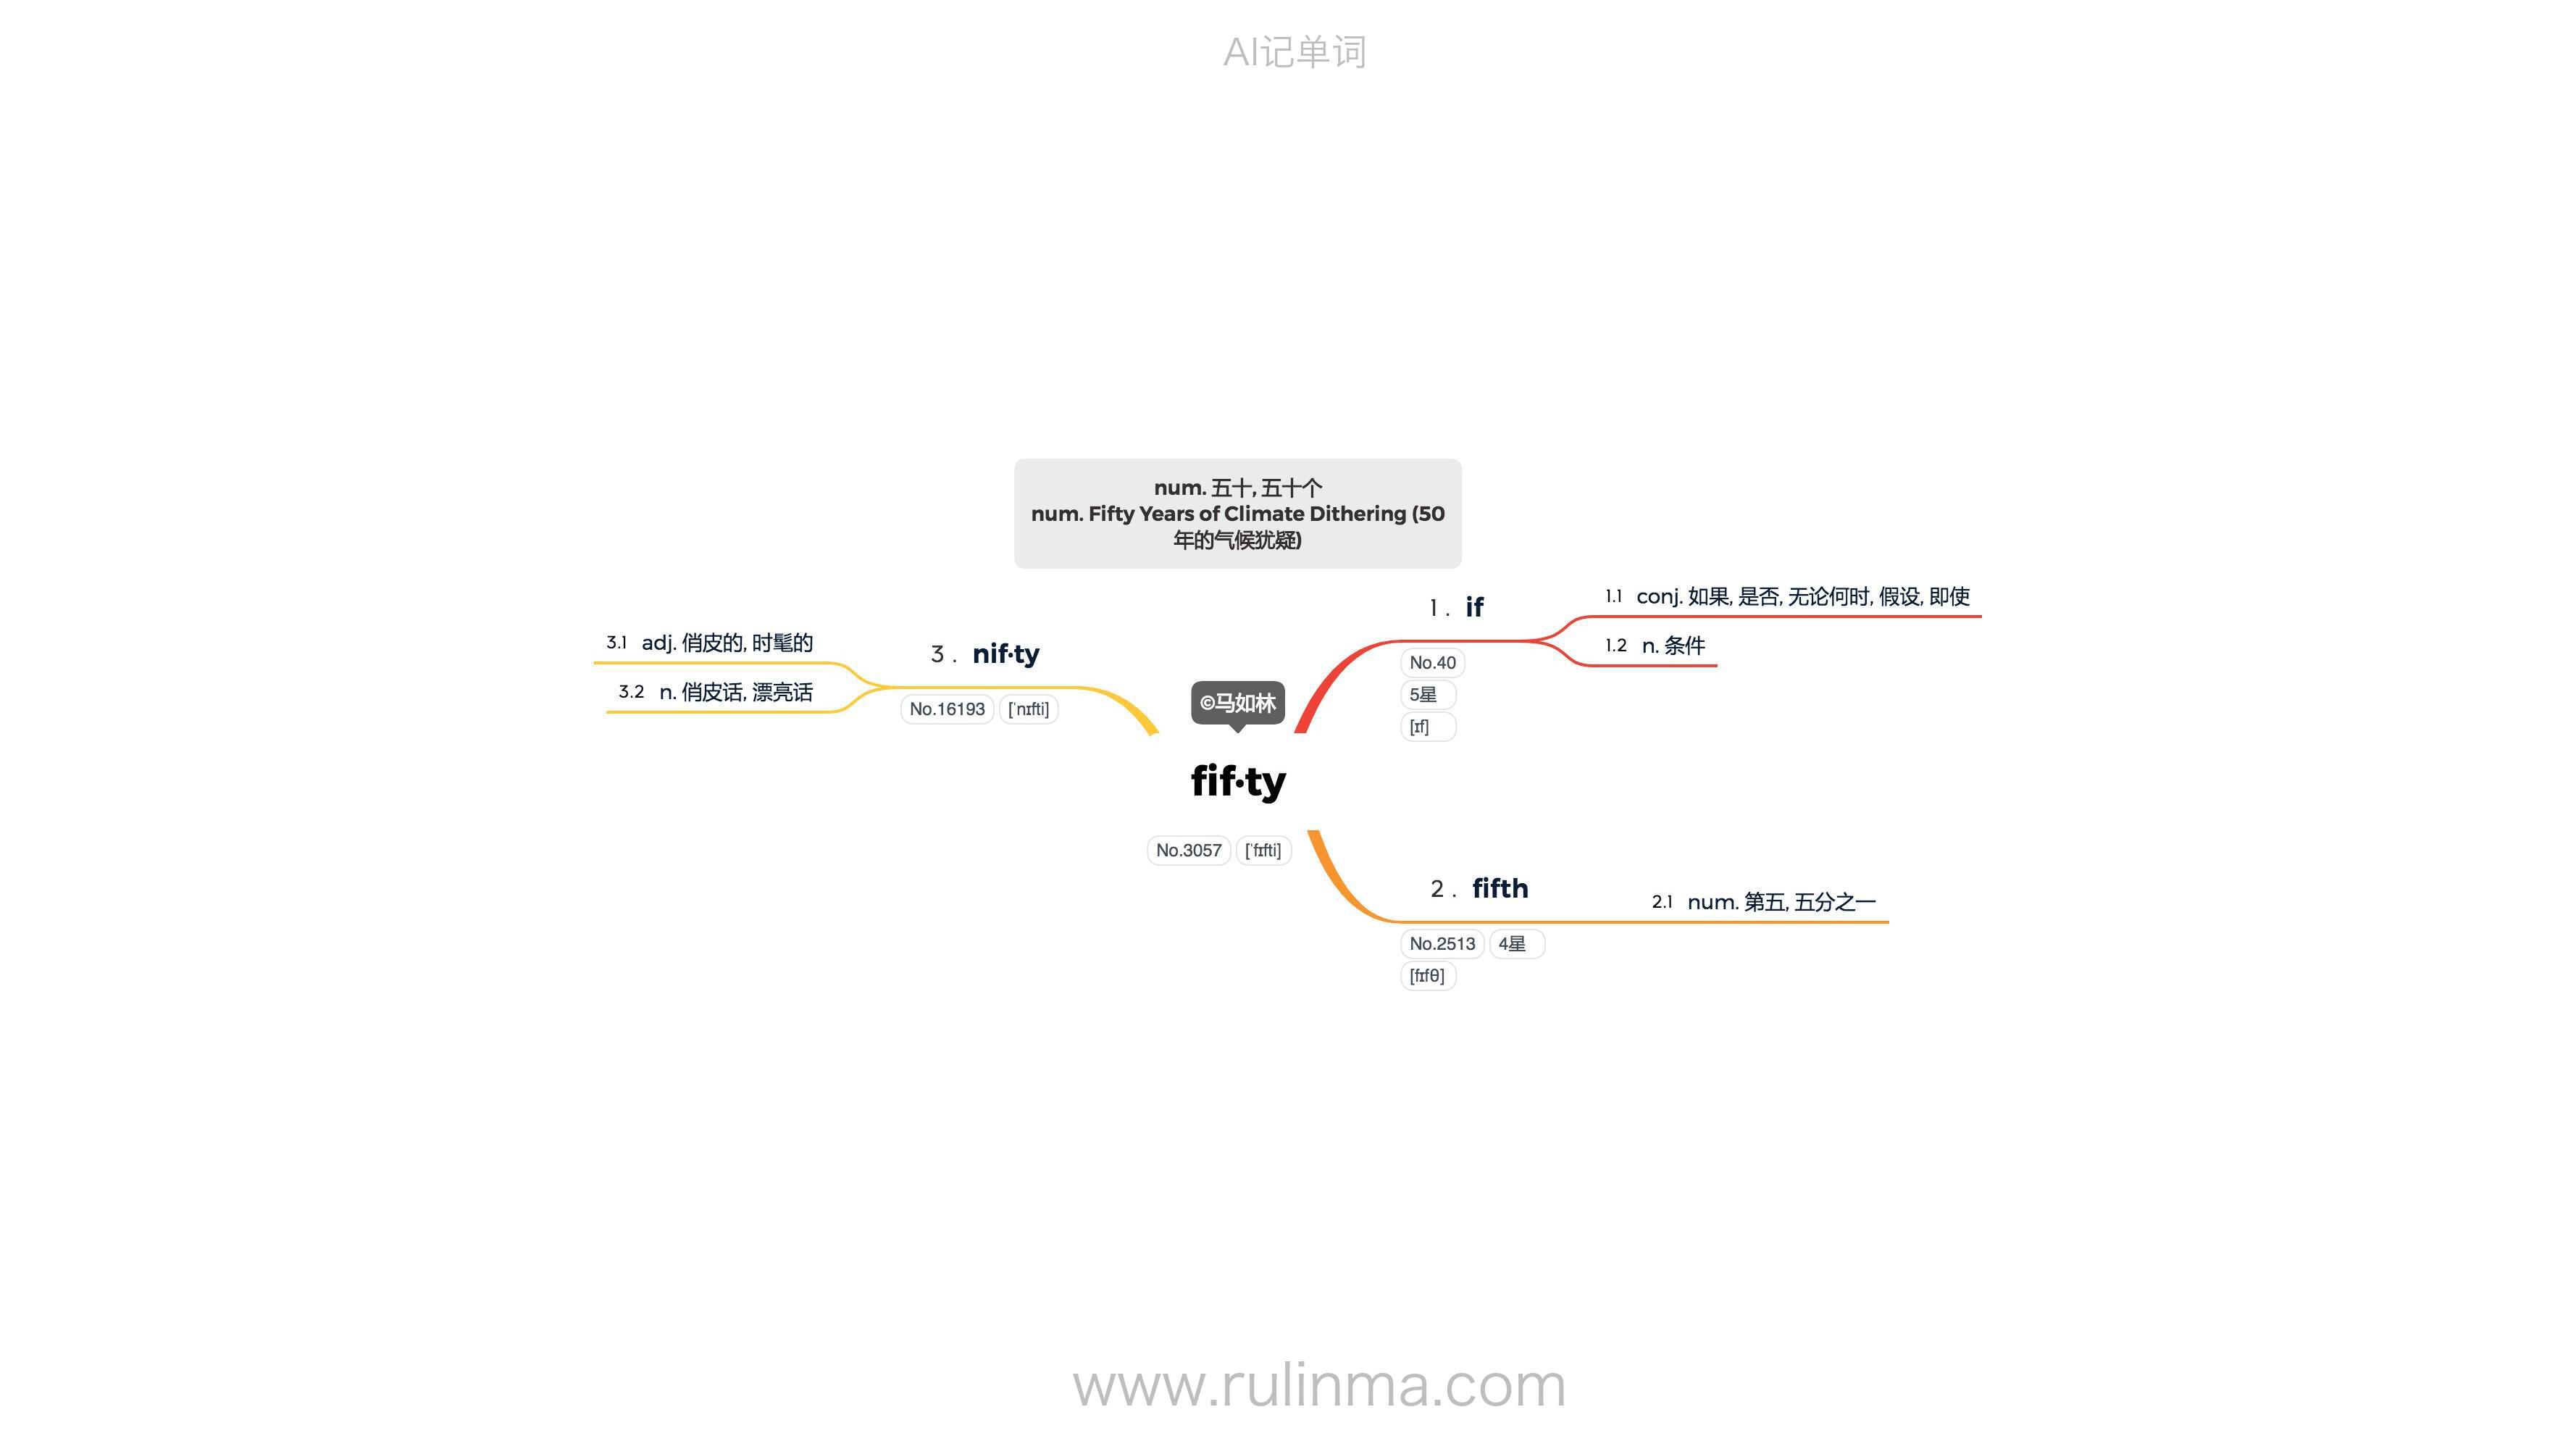 AI记单词
num. 五十, 五十个
num. Fifty Years of Climate Dithering (50
年的气候犹疑)
©马如林
fif·ty
No.3057 ['fɪfti]
1 . if
No.40
5星
[ɪf]
1.1 conj. 如果, 是否, 无论何时, 假设, 即使
1.2 n. 条件
2 . fifth
No.2513 4星
[fɪfθ]
2.1 num. 第五, 五分之一
3 . nif·ty
No.16193 ['nɪfti]
3.1 adj. 俏皮的, 时髦的
3.2 n. 俏皮话, 漂亮话
www.rulinma.com